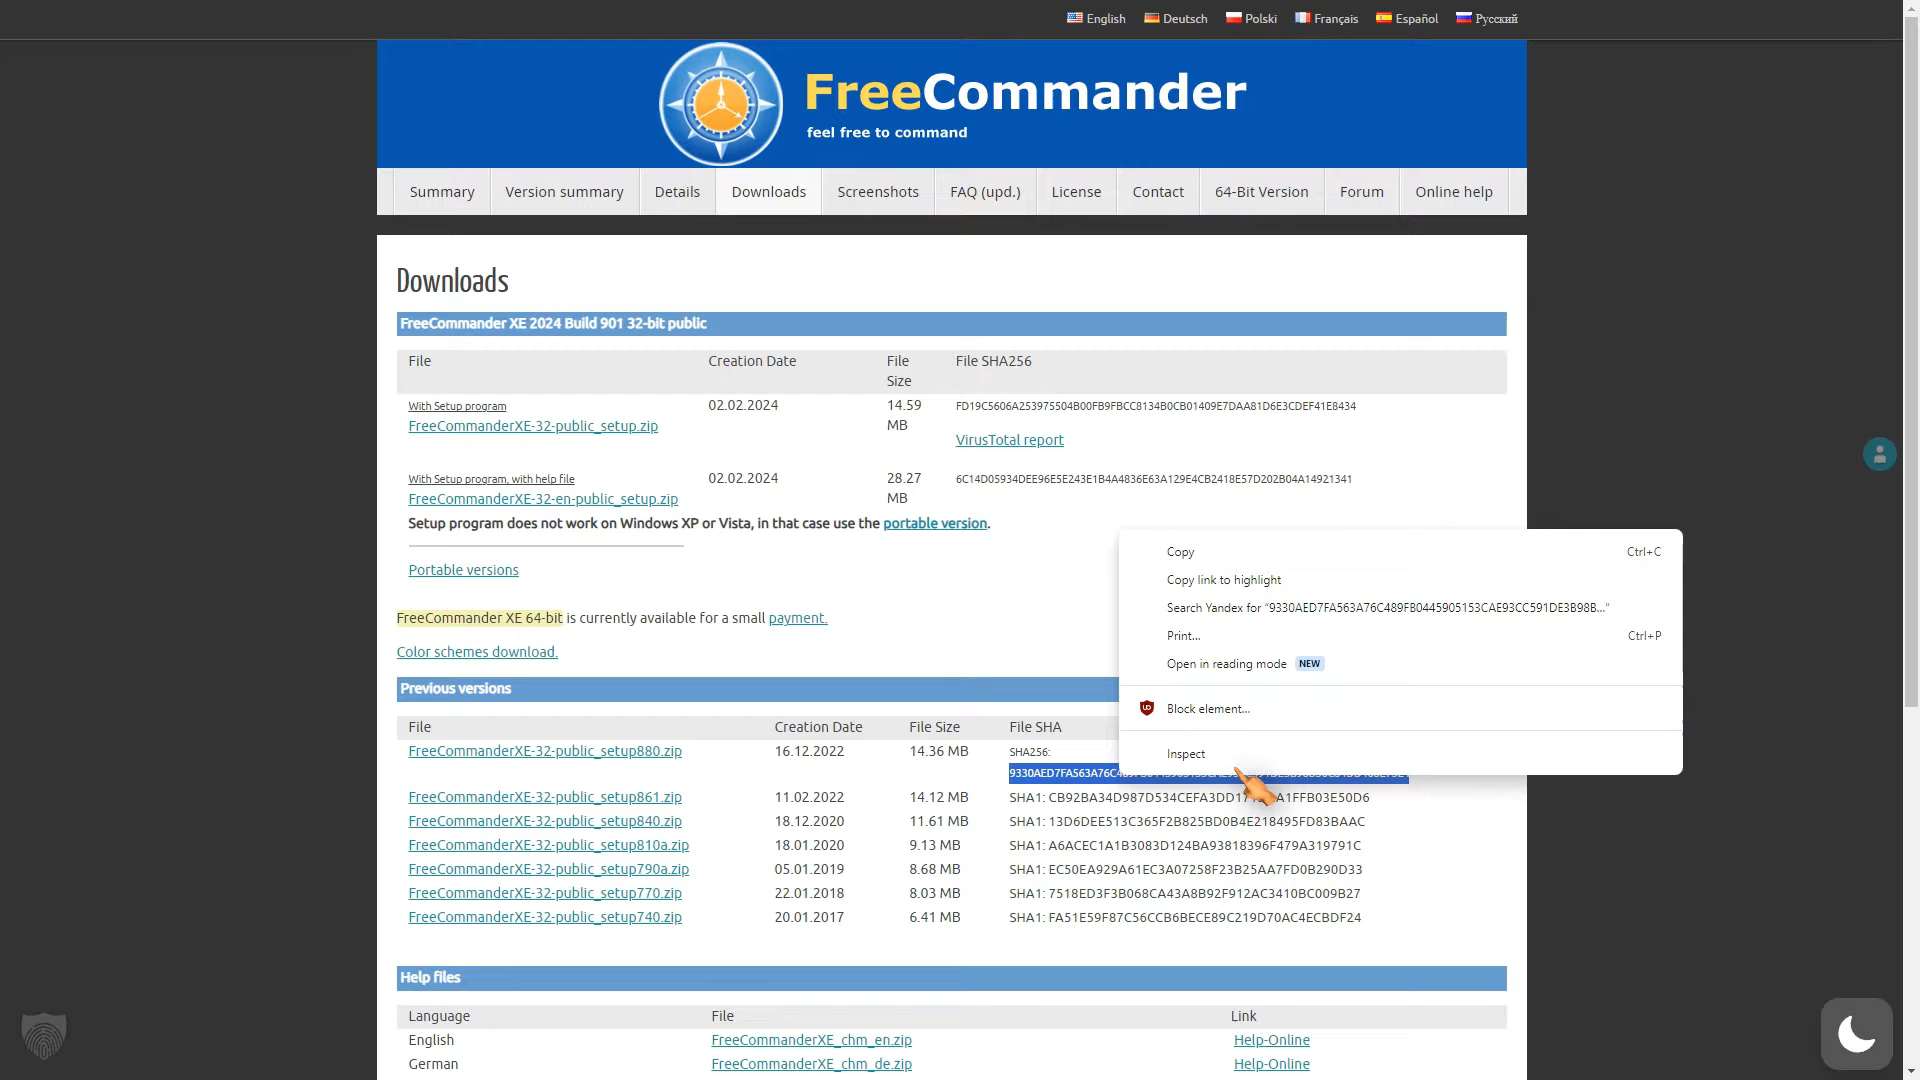 English Deutsch Polski Français Español Русский
FreeCommander
feel free to command
Summary Version summary Details Downloads Screenshots FAQ (upd.) License Contact 64-Bit Version Forum Online help
Downloads
FreeCommander XE 2024 Build 901 32-bit public
File Creation Date File Size File SHA256
With Setup program 02.02.2024 14.59 MB FD19C5606A253975504B00FB9FBCC8134B0CB01409E7DAA81D6E3CDEF41E8434
FreeCommanderXE-32-public_setup.zip
VirusTotal report
With Setup program, with help file 02.02.2024 28.27 MB 6C14D05934DEE96E5E243E1B4A4836E63A129E4CB2418E57D202B04A14921341
FreeCommanderXE-32-en-public_setup.zip
Setup program does not work on Windows XP or Vista, in that case use the portable version.
Portable versions
FreeCommander XE 64-bit is currently available for a small payment.
Color schemes download.
Copy Ctrl+C
Copy link to highlight
Search Yandex for “9330AED7FA563A76C489FB0445905153CAE93CC591DE3B98B...”
Print... Ctrl+P
Open in reading mode NEW
Block element...
Inspect
Previous versions
File Creation Date File Size File SHA
FreeCommanderXE-32-public_setup880.zip 16.12.2022 14.36 MB SHA256:
FreeCommanderXE-32-public_setup861.zip 11.02.2022 14.12 MB SHA1:
FreeCommanderXE-32-public_setup840.zip 18.12.2020 11.61 MB SHA1: 13D6DEE513C365F2B825BD0B4E218495FD83BAAC
FreeCommanderXE-32-public_setup810a.zip 18.01.2020 9.13 MB SHA1: A6ACEC1A1B3083D124BA93818396F479A319791C
FreeCommanderXE-32-public_setup790a.zip 05.01.2019 8.68 MB SHA1: EC50EA929A61EC3A07258F23B25AA7FD0B290D33
FreeCommanderXE-32-public_setup770.zip 22.01.2018 8.03 MB SHA1: 7518ED3F3B068CA43A8B92F912AC3410BC009B27
FreeCommanderXE-32-public_setup740.zip 20.01.2017 6.41 MB SHA1: FA51E59F87C56CCB6BECE89C219D70AC4ECBDF24
Help files
Language File Link
English FreeCommanderXE_chm_en.zip Help-Online
German FreeCommanderXE_chm_de.zip Help-Online